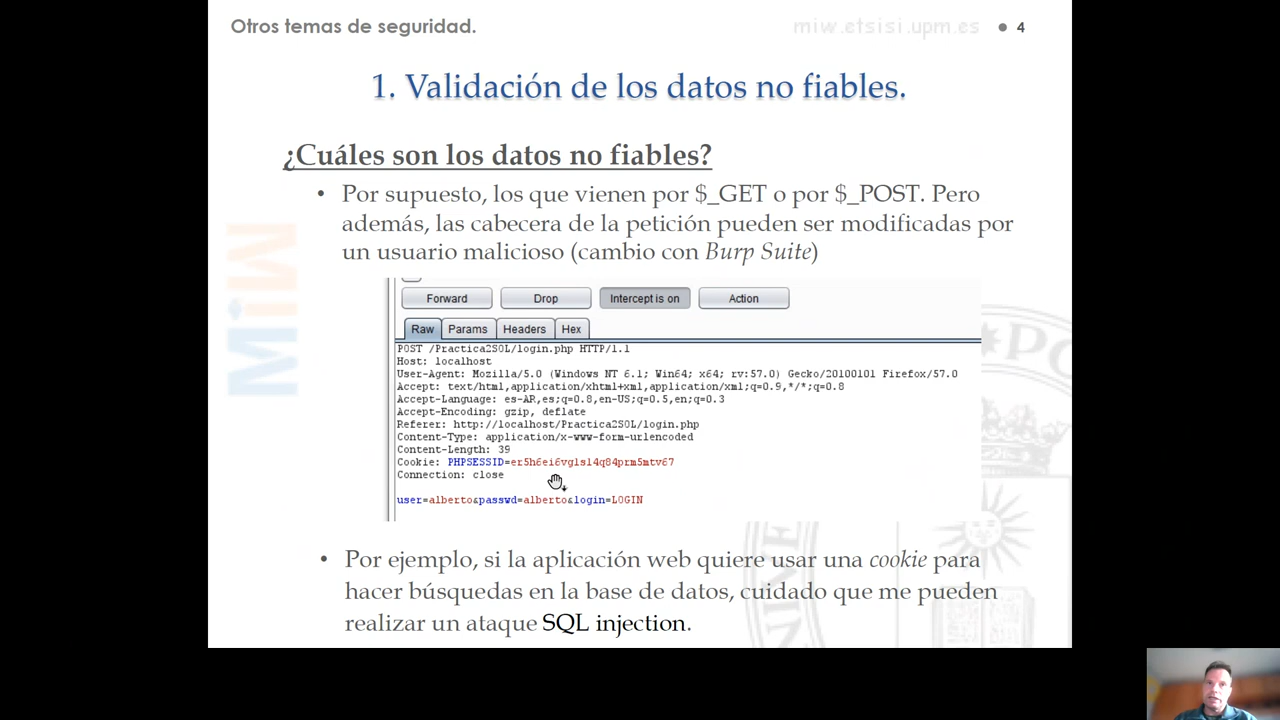 Otros temas de seguridad.
miw.etsisi.upm.es
4
1. Validación de los datos no fiables.
¿Cuáles son los datos no fiables?
• Por supuesto, los que vienen por $_GET o por $_POST. Pero
además, las cabecera de la petición pueden ser modificadas por
un usuario malicioso (cambio con Burp Suite)
MiW
Forward Drop Intercept is on Action
Raw Params Headers Hex
POST /Practica2SOL/login.php HTTP/1.1
Host: localhost
User-Agent: Mozilla/5.0 (Windows NT 6.1; Win64; x64; rv:57.0) Gecko/20100101 Firefox/57.0
Accept: text/html,application/xhtml+xml,application/xml;q=0.9,*/*;q=0.8
Accept-Language: es-AR,es;q=0.8,en-US;q=0.5,en;q=0.3
Accept-Encoding: gzip, deflate
Referer: http://localhost/Practica2SOL/login.php
Content-Type: application/x-www-form-urlencoded
Content-Length: 39
Cookie: PHPSESSID=er5h6ei6vgls14q84prm5mtv67
Connection: close
user=alberto&passwd=alberto&login=LOGIN
• Por ejemplo, si la aplicación web quiere usar una cookie para
hacer búsquedas en la base de datos, cuidado que me pueden
realizar un ataque SQL injection.